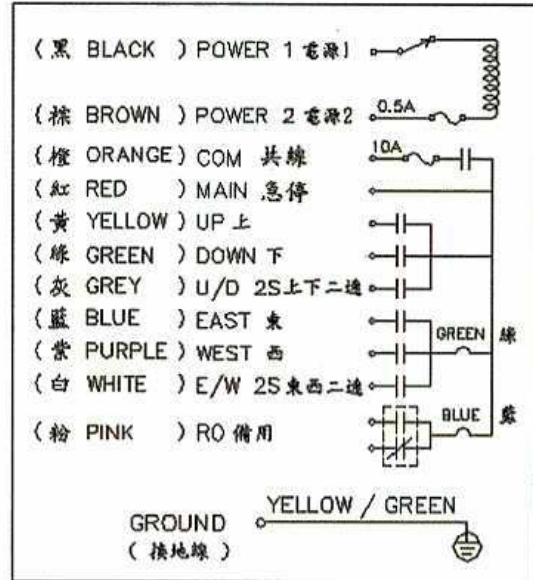 ( 黑 BLACK ) POWER 1 電源1
( 棕 BROWN ) POWER 2 電源2 0.5A
( 橙 ORANGE ) COM 共線 10A
( 紅 RED ) MAIN 急停
( 黃 YELLOW ) UP 上
( 綠 GREEN ) DOWN 下
( 灰 GREY ) U/D 2S上下二速
( 藍 BLUE ) EAST 東
GREEN 綠
( 紫 PURPLE ) WEST 西
( 白 WHITE ) E/W 2S東西二速
BLUE 藍
( 粉 PINK ) RO 備用
YELLOW / GREEN
GROUND
( 接地線 )